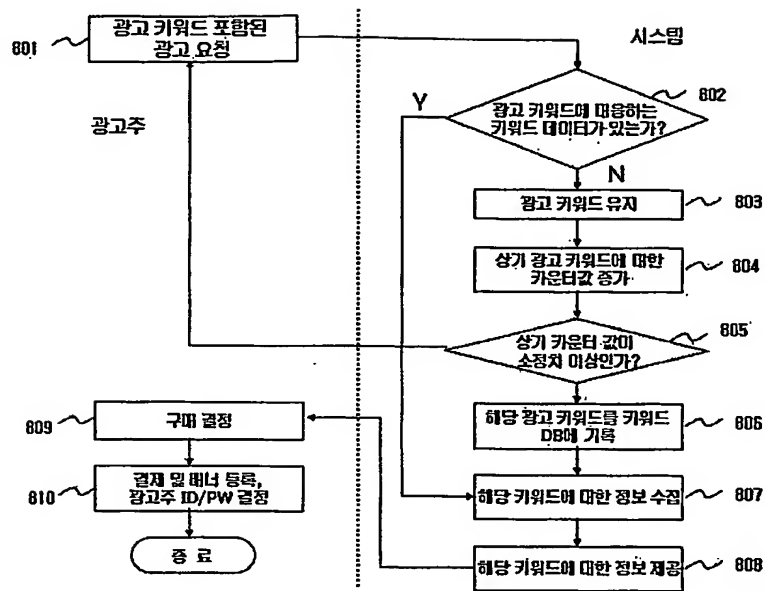 801
광고 키워드 포함된
광고 요청
시스템
광고주
802
Y
광고 키워드에 대응하는
키워드 데이터가 있는가?
N
광고 키워드 유지
803
상기 광고 키워드에 대한
카운터값 증가
804
805
상기 카운터 값이
소정치 이상인가?
해당 광고 키워드를 키워드
DB에 기록
806
809
구매 결정
해당 키워드에 대한 정보 수집
807
810
결제 및 배너 등록,
광고주 ID/PW 결정
해당 키워드에 대한 정보 제공
808
종 료